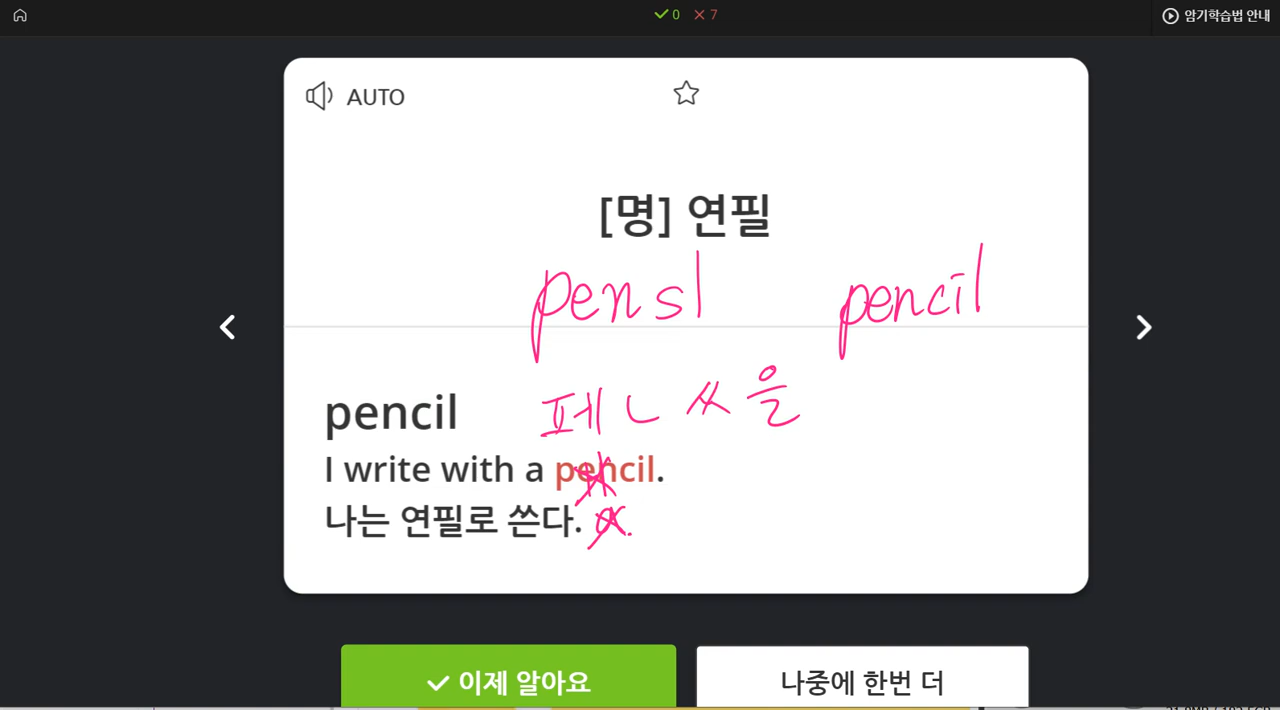 0 7 암기학습법 안내
AUTO
[명] 연필
pensl pencil
pencil 페 ㄴ ㅆ 을
I write with a pencil.
나는 연필로 쓴다.
이제 알아요 나중에 한번 더